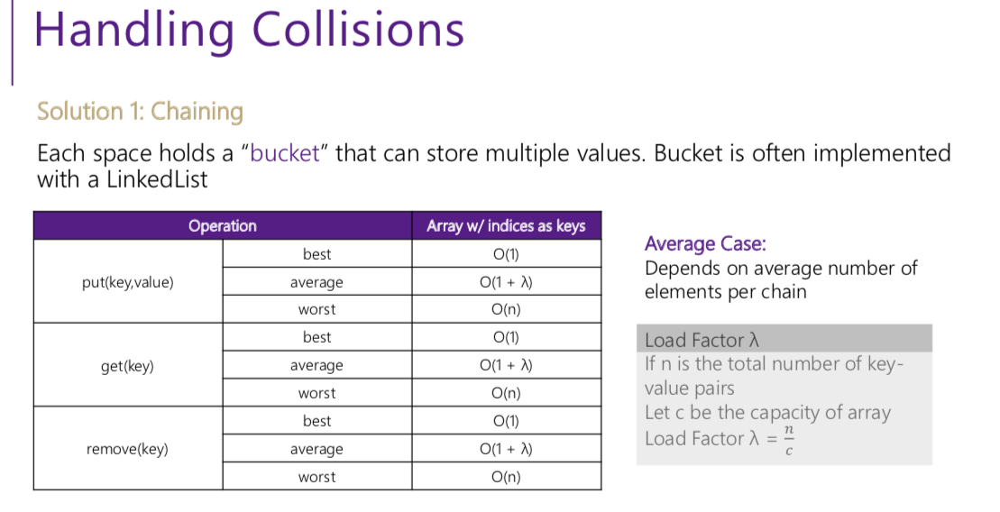 Handling Collisions
Solution 1: Chaining
Each space holds a “bucket” that can store multiple values. Bucket is often implemented
with a LinkedList
Operation Array w/ indices as keys
put(key,value)
best O(1)
average O(1 + λ)
worst O(n)
get(key)
best O(1)
average O(1 + λ)
worst O(n)
remove(key)
best O(1)
average O(1 + λ)
worst O(n)
Average Case:
Depends on average number of
elements per chain
Load Factor λ
If n is the total number of key-
value pairs
Let c be the capacity of array
Load Factor λ = n/c